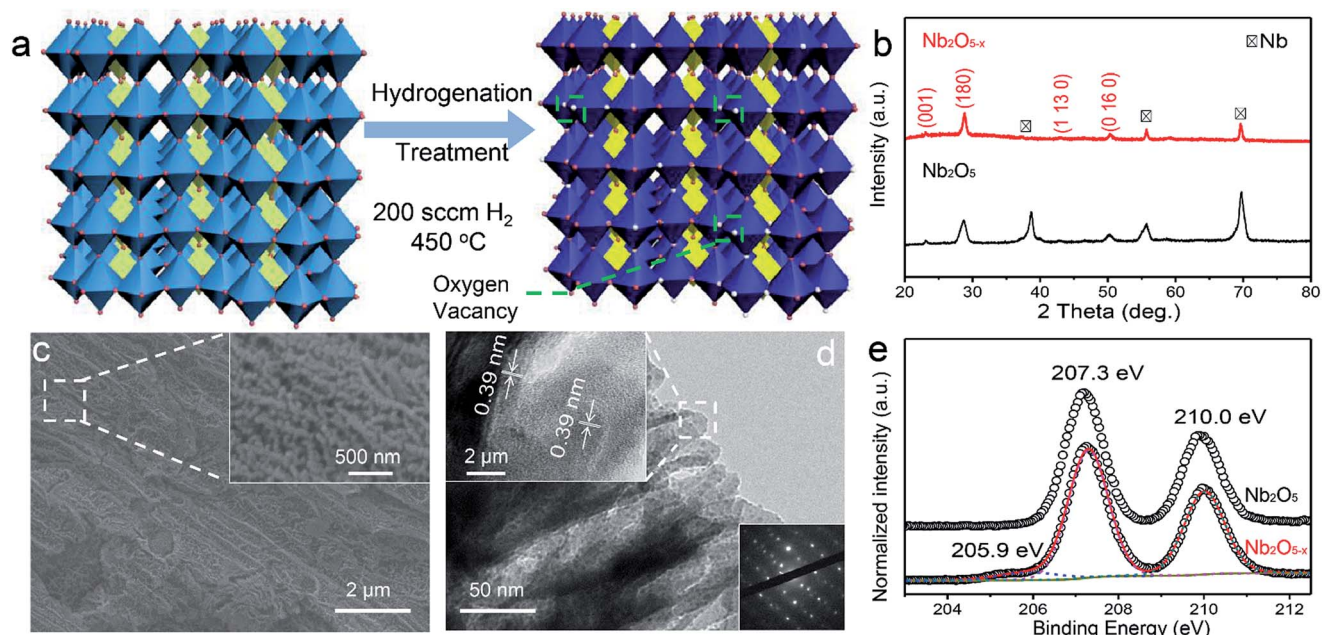 a
Hydrogenation
Treatment
200 sccm H₂
450 °C
Oxygen
Vacancy
b
Nb₂O₅₋ₓ
☒Nb
(001)
(180)
(1 13 0)
(0 16 0)
Nb₂O₅
Intensity (a.u.)
20 30 40 50 60 70 80
2 Theta (deg.)
c
500 nm
2 µm
d
0.39 nm
0.39 nm
2 µm
50 nm
e
207.3 eV
210.0 eV
Nb₂O₅
205.9 eV
Nb₂O₅₋ₓ
Normalized intensity (a.u.)
204 206 208 210 212
Binding Energy (eV)